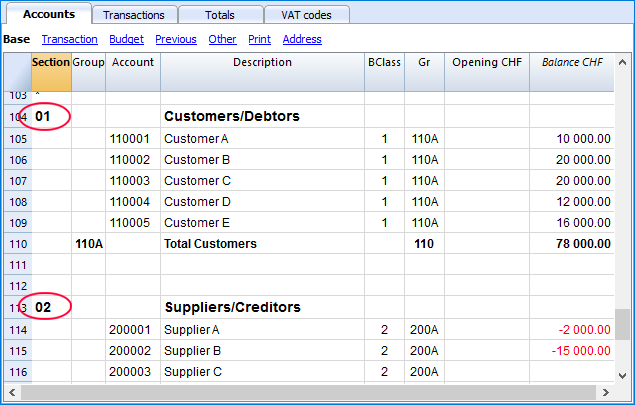 Accounts Transactions Totals VAT codes
Base Transaction Budget Previous Other Print Address
Section Group Account Description BClass Gr Opening CHF Balance CHF
103 *
104 01 Customers/Debtors
105 110001 Customer A 1 110A 10 000.00
106 110002 Customer B 1 110A 20 000.00
107 110003 Customer C 1 110A 20 000.00
108 110004 Customer D 1 110A 12 000.00
109 110005 Customer E 1 110A 16 000.00
110 110A Total Customers 110 78 000.00
111
112
113 02 Suppliers/Creditors
114 200001 Supplier A 2 200A -2 000.00
115 200002 Supplier B 2 200A -15 000.00
116 200003 Supplier C 2 200A